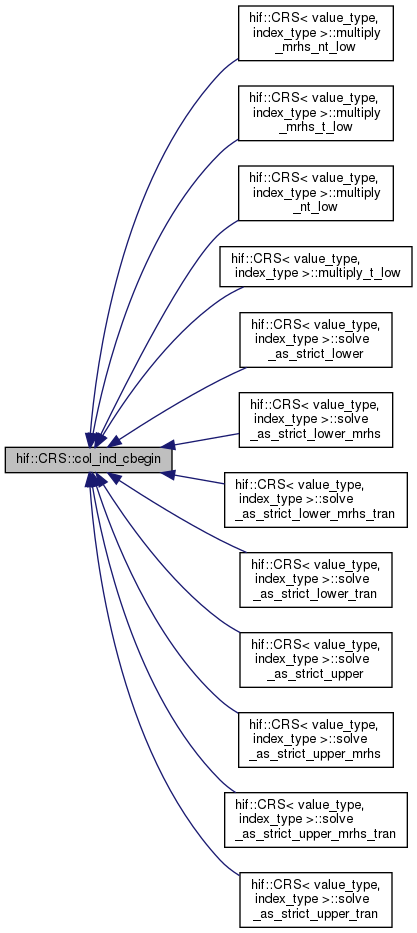 hif::CRS< value_type,
index_type >::multiply
_mrhs_nt_low
hif::CRS< value_type,
index_type >::multiply
_mrhs_t_low
hif::CRS< value_type,
index_type >::multiply
_nt_low
hif::CRS< value_type,
index_type >::multiply_t_low
hif::CRS< value_type,
index_type >::solve
_as_strict_lower
hif::CRS::col_ind_cbegin
hif::CRS< value_type,
index_type >::solve
_as_strict_lower_mrhs
hif::CRS< value_type,
index_type >::solve
_as_strict_lower_mrhs_tran
hif::CRS< value_type,
index_type >::solve
_as_strict_lower_tran
hif::CRS< value_type,
index_type >::solve
_as_strict_upper
hif::CRS< value_type,
index_type >::solve
_as_strict_upper_mrhs
hif::CRS< value_type,
index_type >::solve
_as_strict_upper_mrhs_tran
hif::CRS< value_type,
index_type >::solve
_as_strict_upper_tran